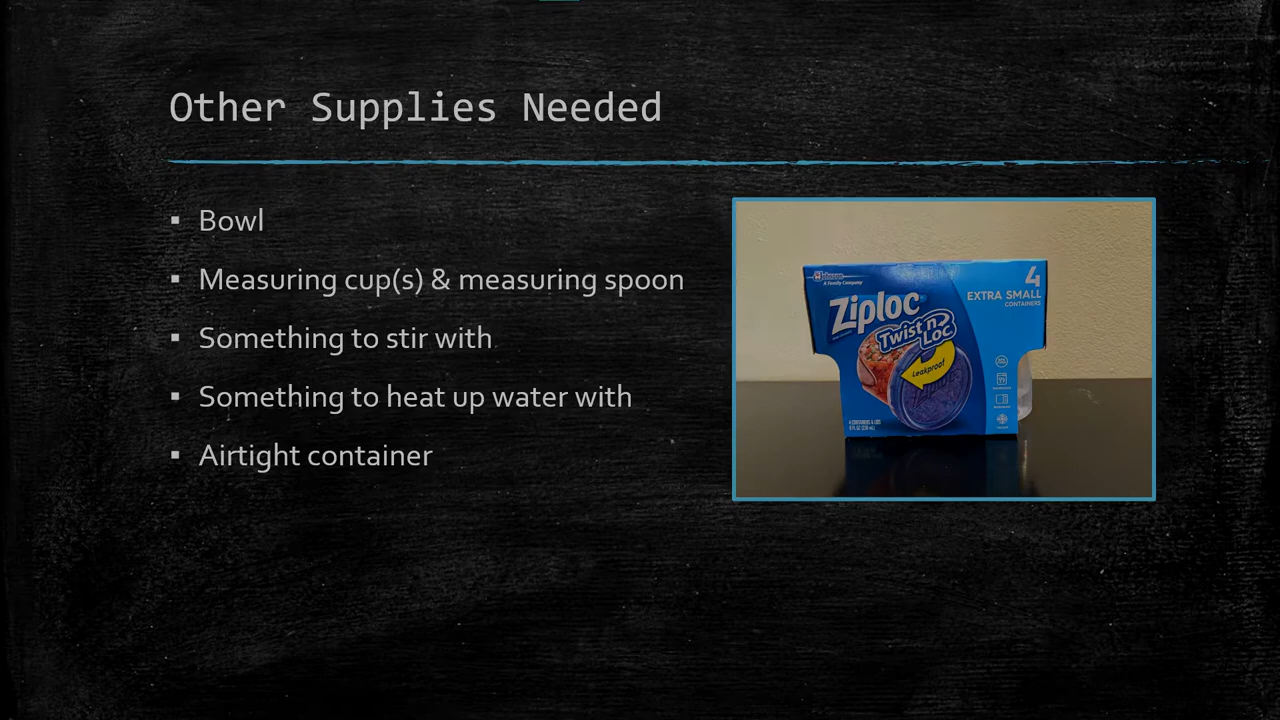 Other Supplies Needed
▪ Bowl
▪ Measuring cup(s) & measuring spoon
▪ Something to stir with
▪ Something to heat up water with
▪ Airtight container
Johnson
A Family Company
4
EXTRA SMALL
CONTAINERS
Ziploc
Twist n
Loc
Leakproof